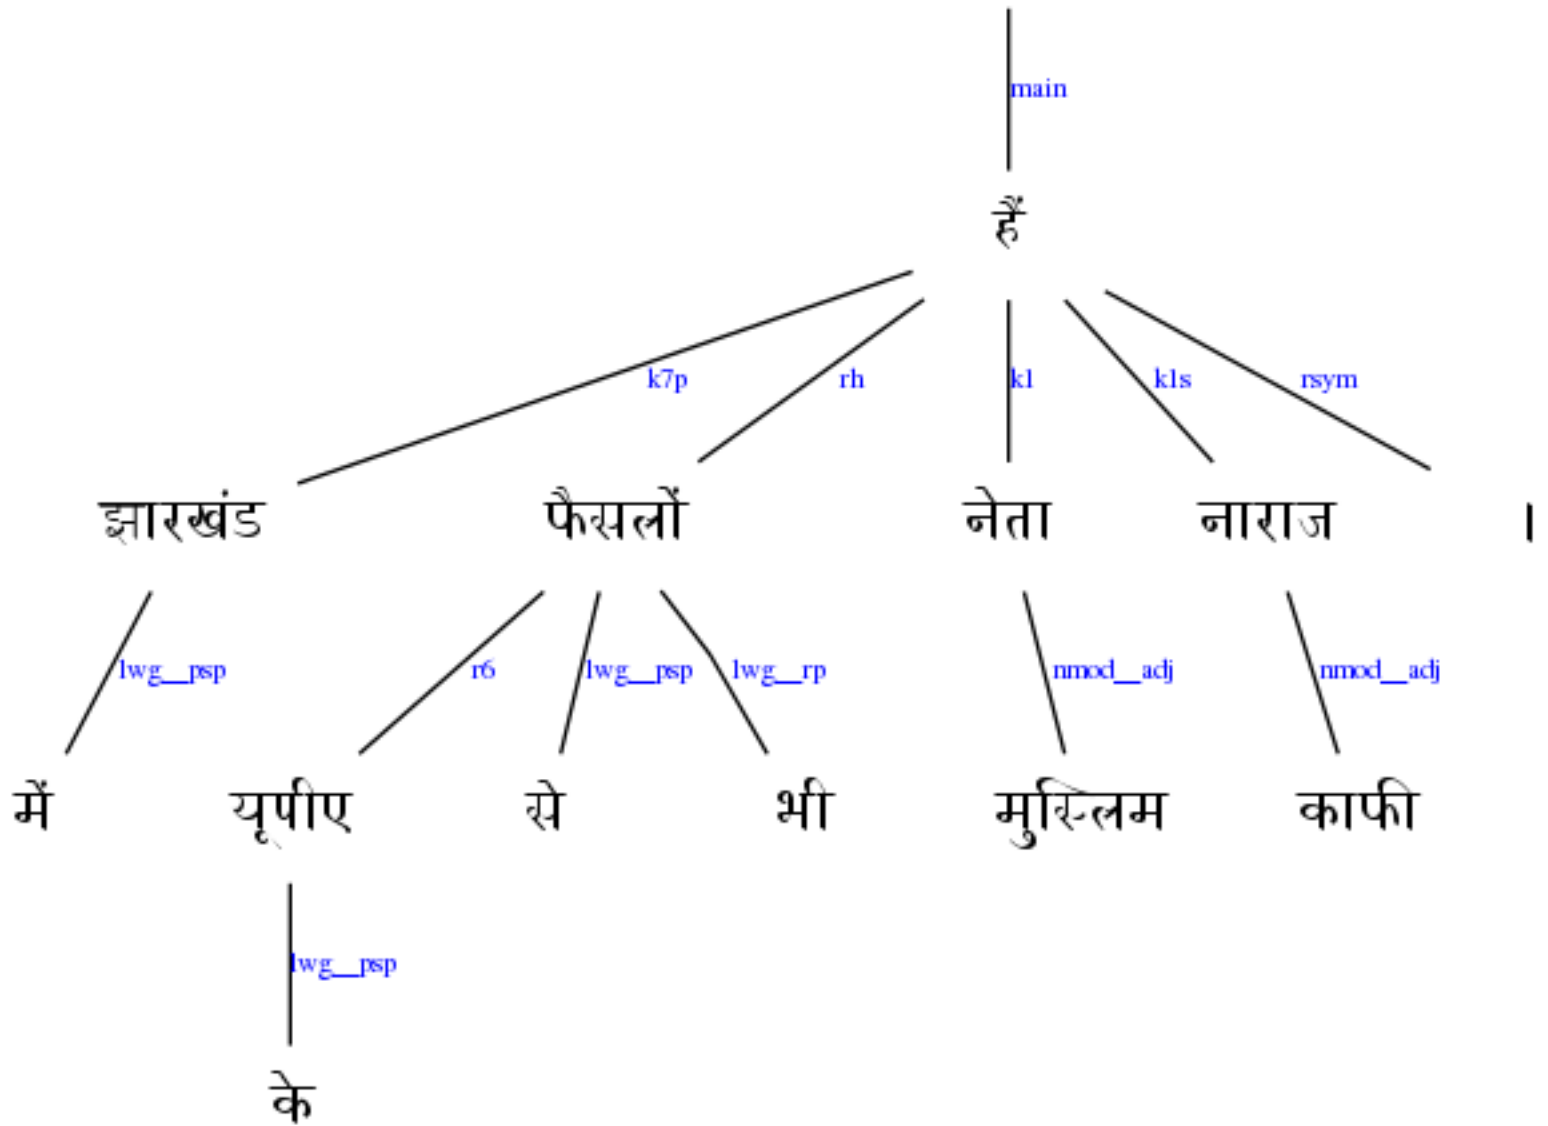 main
हैं
k7p rh k1 k1s rsym
झारखंड फैसलों नेता नाराज ।
lwg__psp r6 lwg__psp lwg__rp nmod__adj nmod__adj
में यूपीए से भी मुस्लिम काफी
lwg__psp
के